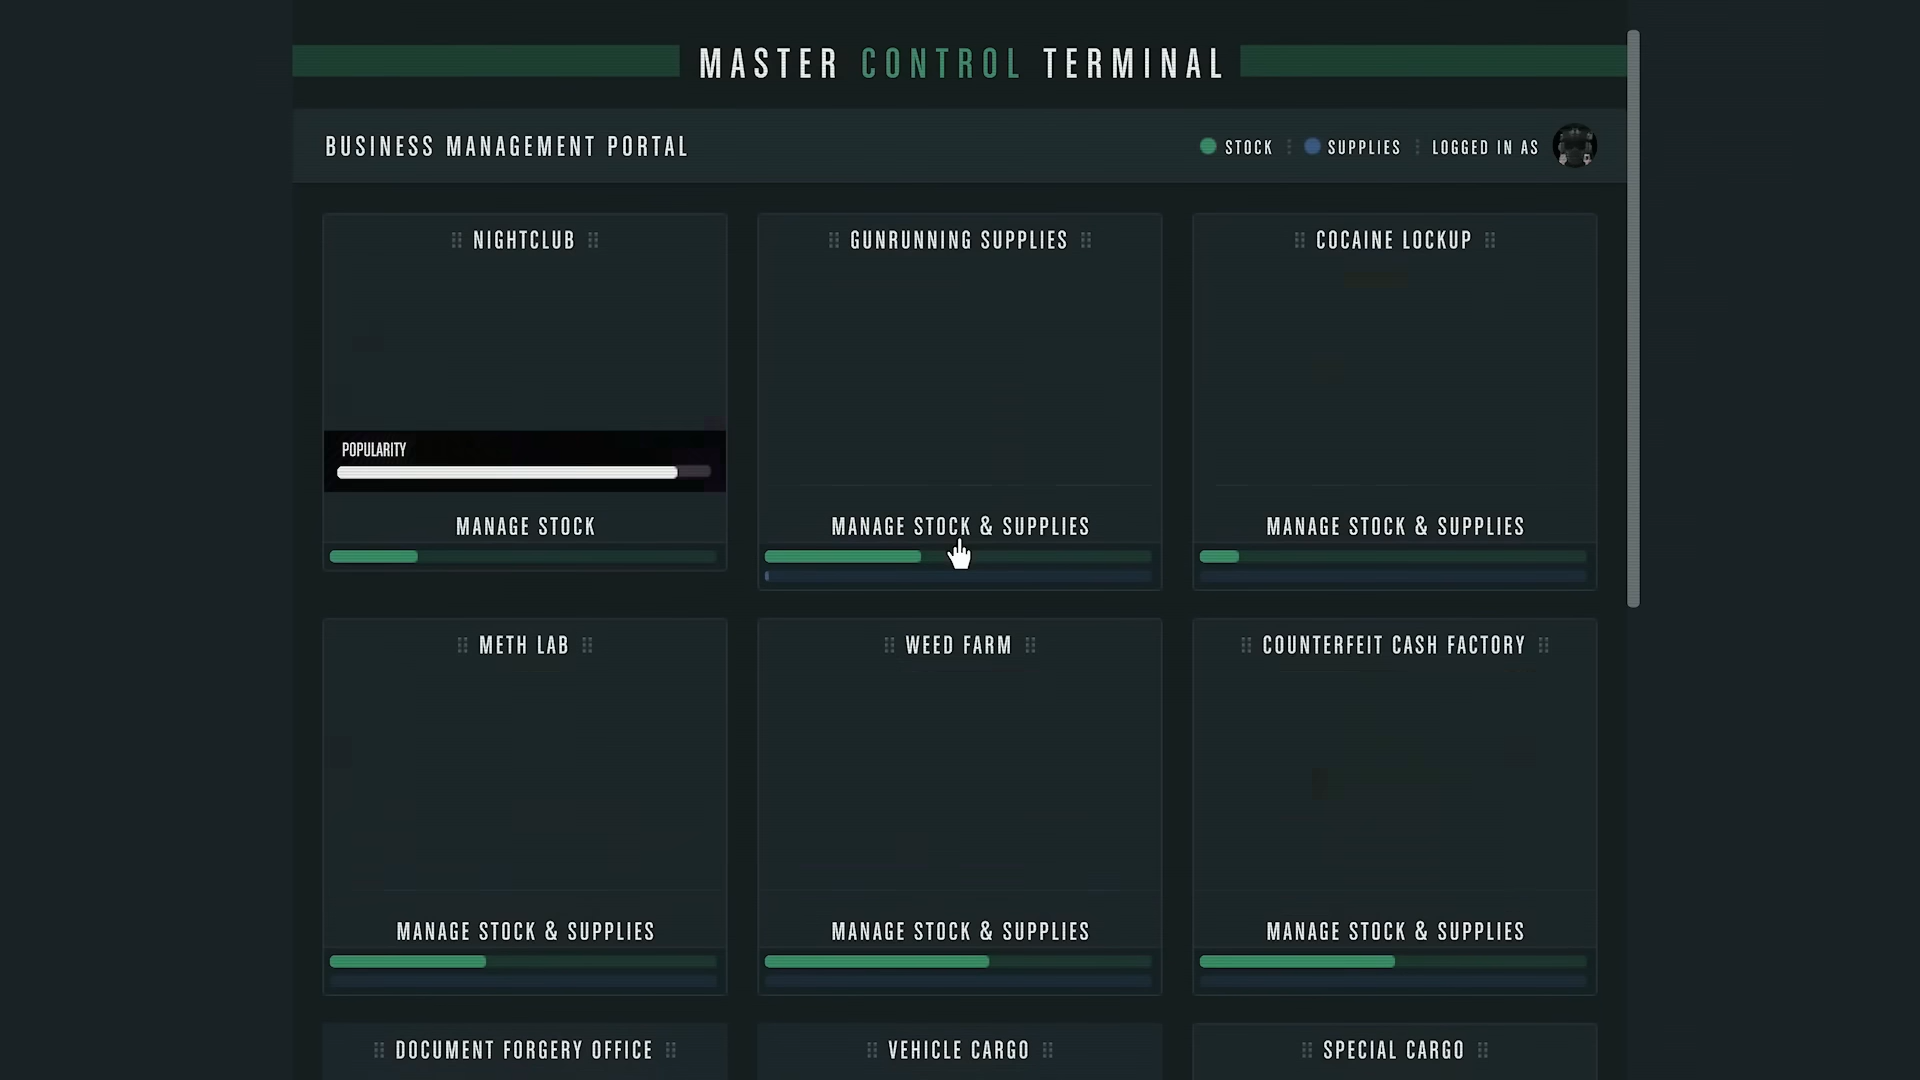 MASTER CONTROL TERMINAL
BUSINESS MANAGEMENT PORTAL
STOCK
SUPPLIES
LOGGED IN AS
NIGHTCLUB
GUNRUNNING SUPPLIES
COCAINE LOCKUP
POPULARITY
MANAGE STOCK
MANAGE STOCK & SUPPLIES
MANAGE STOCK & SUPPLIES
METH LAB
WEED FARM
COUNTERFEIT CASH FACTORY
MANAGE STOCK & SUPPLIES
MANAGE STOCK & SUPPLIES
MANAGE STOCK & SUPPLIES
DOCUMENT FORGERY OFFICE
VEHICLE CARGO
SPECIAL CARGO